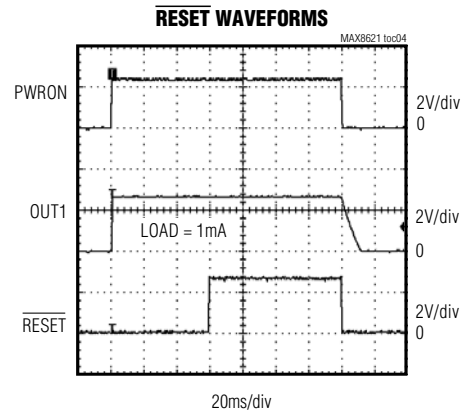 RESET WAVEFORMS
MAX8621 toc04
PWRON
2V/div
0
OUT1
2V/div
LOAD = 1mA
0
RESET
2V/div
0
20ms/div